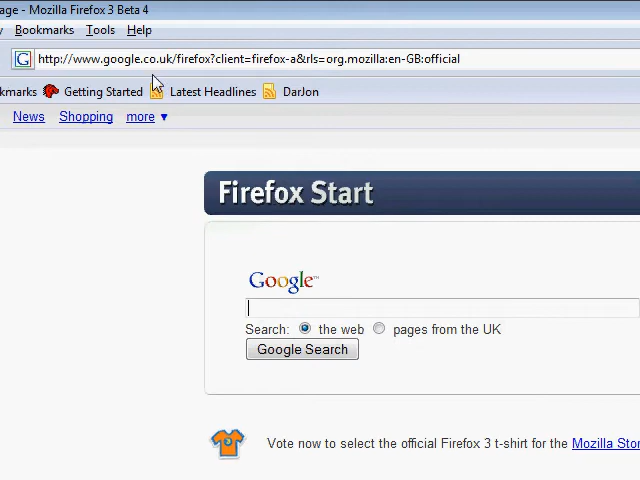 age - Mozilla Firefox 3 Beta 4
y Bookmarks Tools Help
http://www.google.co.uk/firefox?client=firefox-a&rls=org.mozilla:en-GB:official
kmarks Getting Started Latest Headlines DarJon
News Shopping more ▼
Firefox Start
Google™
Search: the web pages from the UK
Google Search
Vote now to select the official Firefox 3 t-shirt for the Mozilla Stor